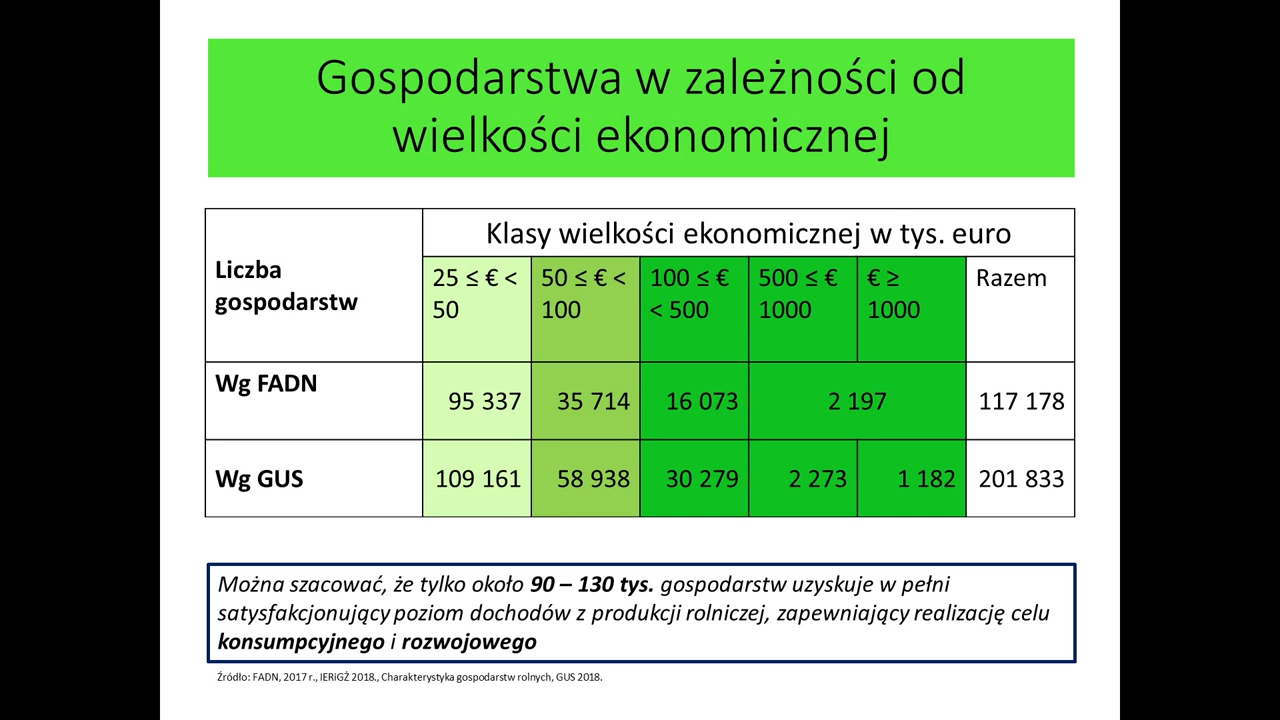 Gospodarstwa w zależności od
wielkości ekonomicznej
Liczba
gospodarstw
Klasy wielkości ekonomicznej w tys. euro
25 ≤ € <
50
50 ≤ € <
100
100 ≤ €
< 500
500 ≤ €
1000
€ ≥
1000
Razem
Wg FADN
95 337
35 714
16 073
2 197
117 178
Wg GUS
109 161
58 938
30 279
2 273
1 182
201 833
Można szacować, że tylko około 90 – 130 tys. gospodarstw uzyskuje w pełni
satysfakcjonujący poziom dochodów z produkcji rolniczej, zapewniający realizację celu
konsumpcyjnego i rozwojowego
Źródło: FADN, 2017 r., IERiGŻ 2018., Charakterystyka gospodarstw rolnych, GUS 2018.